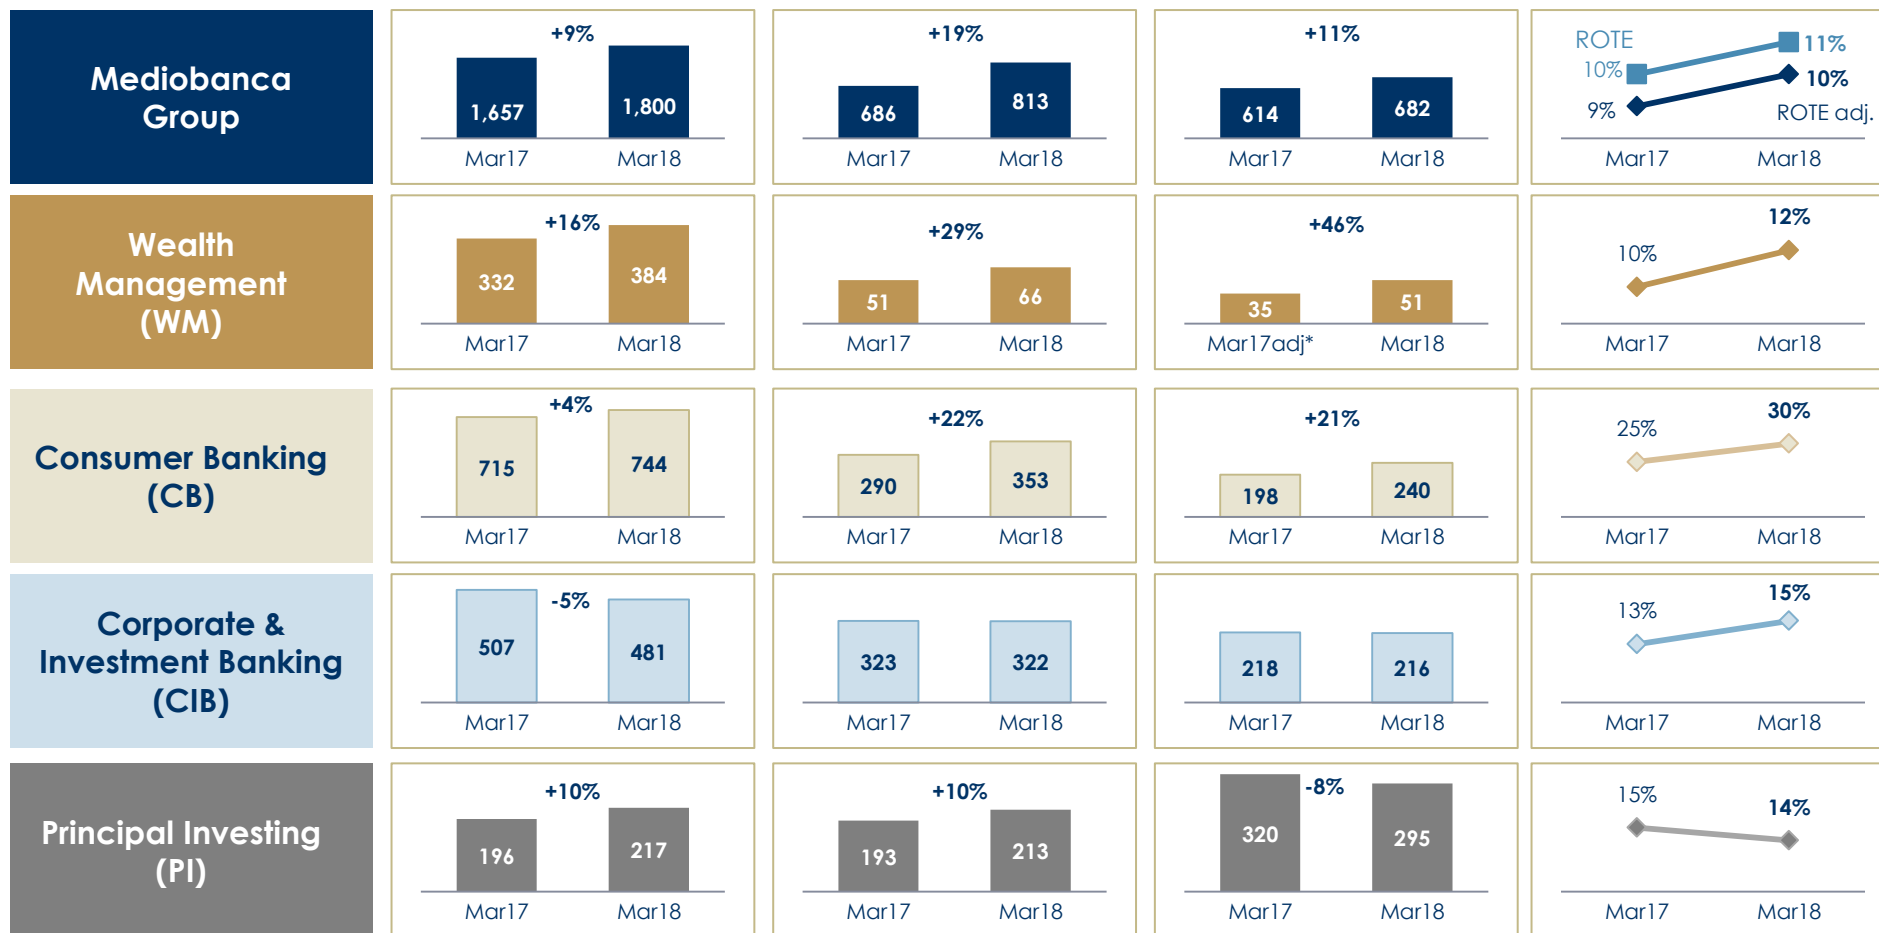 Mediobanca
Group
+9%
1,657
1,800
Mar17
Mar18
+19%
686
813
Mar17
Mar18
+11%
614
682
Mar17
Mar18
ROTE
10%
11%
9%
10%
ROTE adj.
Mar17
Mar18
Wealth
Management
(WM)
+16%
332
384
Mar17
Mar18
+29%
51
66
Mar17
Mar18
+46%
35
51
Mar17adj*
Mar18
10%
12%
Mar17
Mar18
Consumer Banking
(CB)
+4%
715
744
Mar17
Mar18
+22%
290
353
Mar17
Mar18
+21%
198
240
Mar17
Mar18
25%
30%
Mar17
Mar18
Corporate &
Investment Banking
(CIB)
-5%
507
481
Mar17
Mar18
323
322
Mar17
Mar18
218
216
Mar17
Mar18
13%
15%
Mar17
Mar18
Principal Investing
(PI)
+10%
196
217
Mar17
Mar18
+10%
193
213
Mar17
Mar18
-8%
320
295
Mar17
Mar18
15%
14%
Mar17
Mar18